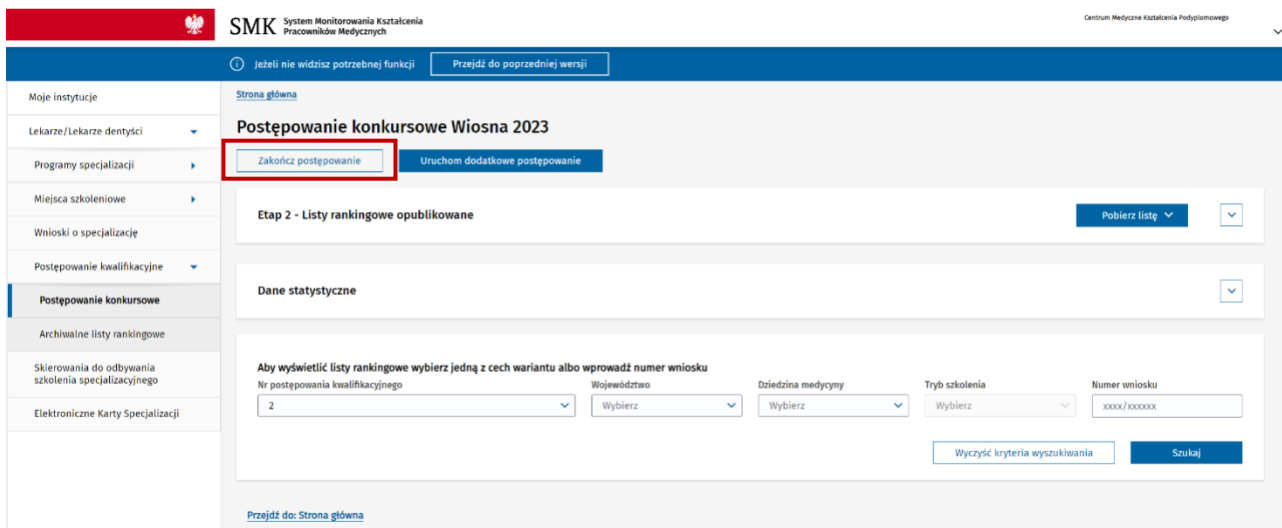 SMK System Monitorowania Kształcenia
Pracowników Medycznych
Centrum Medyczne Kształcenia Podyplomowego
Jeżeli nie widzisz potrzebnej funkcji
Przejdź do poprzedniej wersji
Moje instytucje
Lekarze/Lekarze dentyści
Programy specjalizacji
Miejsca szkoleniowe
Wnioski o specjalizację
Postępowanie kwalifikacyjne
Postępowanie konkursowe
Archiwalne listy rankingowe
Skierowania do odbywania
szkolenia specjalizacyjnego
Elektroniczne Karty Specjalizacji
Strona główna
Postępowanie konkursowe Wiosna 2023
Zakończ postępowanie
Uruchom dodatkowe postępowanie
Etap 2 - Listy rankingowe opublikowane
Pobierz listę
Dane statystyczne
Aby wyświetlić listy rankingowe wybierz jedną z cech wariantu albo wprowadź numer wniosku
Nr postępowania kwalifikacyjnego
2
Województwo
Wybierz
Dziedzina medycyny
Wybierz
Tryb szkolenia
Wybierz
Numer wniosku
xxxx/xxxxxx
Wyczyść kryteria wyszukiwania
Szukaj
Przejdź do: Strona główna